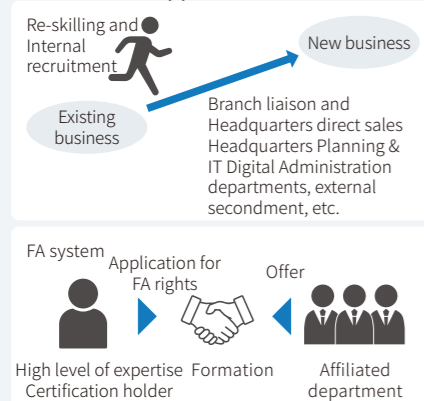 Re-skilling and
Internal
recruitment
New business
Existing
business
Branch liaison and
Headquarters direct sales
Headquarters Planning &
IT Digital Administration
departments, external
secondment, etc.
FA system
Application for
FA rights
Offer
High level of expertise
Certification holder
Formation
Affiliated
department